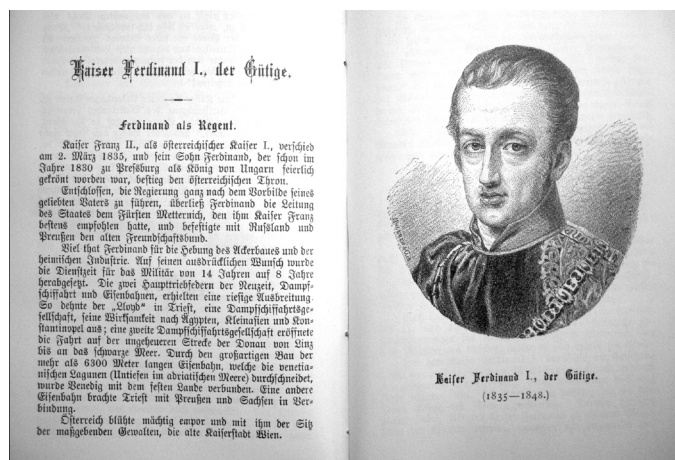 Kaiser Ferdinand I., der Gütige.
Ferdinand als Regent.
Kaiser Franz II., als österreichischer Kaiser I., verschied
am 2. März 1835, und sein Sohn Ferdinand, der schon im
Jahre 1830 zu Pressburg als König von Ungarn feierlich
gekrönt worden war, bestieg den österreichischen Thron.
Entschlossen, die Regierung ganz nach dem Vorbilde seines
geliebten Vaters zu führen, überließ Ferdinand die Leitung
des Staates dem Fürsten Metternich, den ihm Kaiser Franz
bestens empfohlen hatte, und befestigte mit Russland und
Preußen den alten Freundschaftsbund.
Viel that Ferdinand für die Hebung des Ackerbaues und der
heimischen Industrie. Auf seinen ausdrücklichen Wunsch wurde
die Dienstzeit für das Militär von 14 Jahren auf 8 Jahre
herabgesetzt. Die zwei Haupttriebfedern der Neuzeit, Dampf-
schiffahrt und Eisenbahnen, erhielten eine riesige Ausbreitung.
So dehnte der „Lloyd“ in Triest, eine Dampfschiffahrtsge-
sellschaft, seine Wirksamkeit nach Ägypten, Kleinasien und Kon-
stantinopel aus; eine zweite Dampfschiffahrtsgesellschaft eröffnete
die Fahrt auf der ungeheueren Strecke der Donau von Linz
bis an das schwarze Meer. Durch den großartigen Bau der
mehr als 6300 Meter langen Eisenbahn, welche die venetia-
nischen Lagunen (Untiefen im adriatischen Meere) durchschneidet,
wurde Venedig mit dem festen Lande verbunden. Eine andere
Eisenbahn brachte Triest mit Preußen und Sachsen in Ver-
bindung.
Österreich blühte mächtig empor und mit ihm der Sitz
der maßgebenden Gewalten, die alte Kaiserstadt Wien.
Kaiser Ferdinand I., der Gütige.
(1835—1848.)